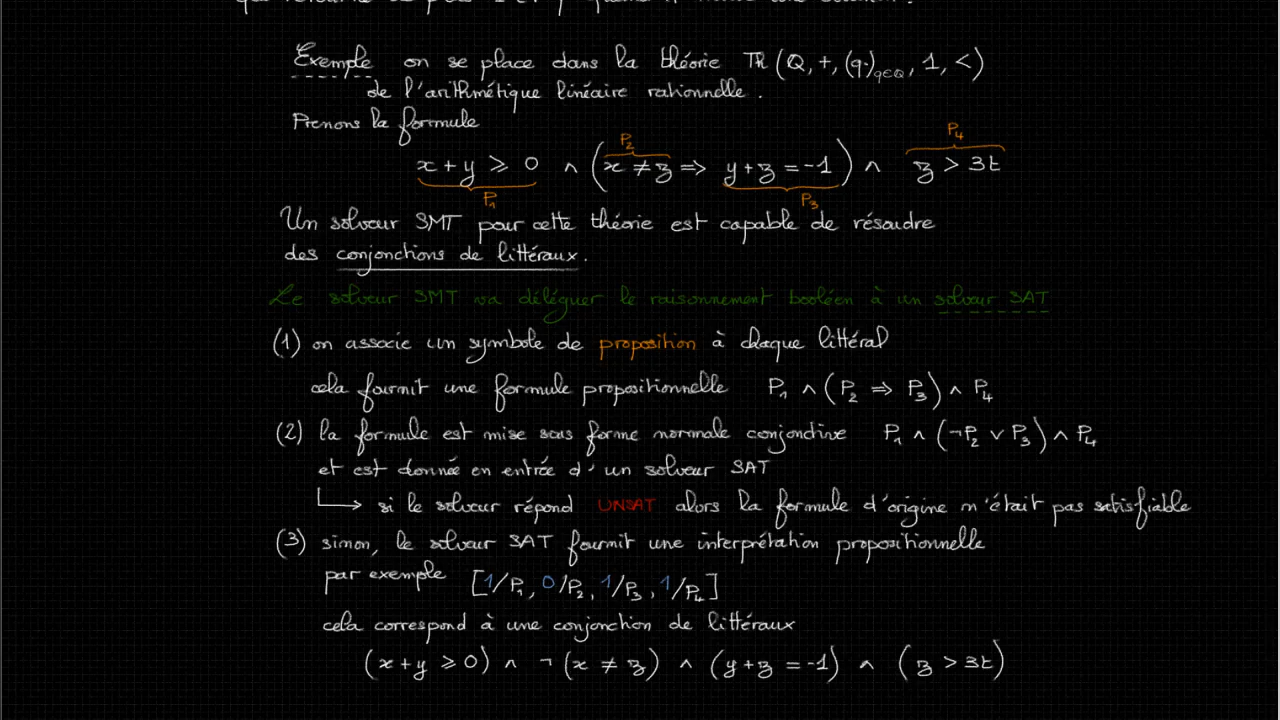 Exemple on se place dans la théorie Th (Q, +, (q.)q∈Q, 1, <)
de l'arithmétique linéaire rationnelle.
Prenons la formule
P2 P4
x + y ⩾ 0 ∧ (x ≠ z ⇒ y + z = -1) ∧ z > 3t
P1 P3
Un solveur SMT pour cette théorie est capable de résoudre
des conjonctions de littéraux.
Le solveur SMT va déléguer le raisonnement booléen à un solveur SAT
(1) on associe un symbole de proposition à chaque littéral
cela fournit une formule propositionnelle P1 ∧ (P2 ⇒ P3) ∧ P4
(2) la formule est mise sous forme normale conjonctive P1 ∧ (¬P2 ∨ P3) ∧ P4
et est donnée en entrée d'un solveur SAT
↳ si le solveur répond UNSAT alors la formule d'origine n'était pas satisfiable
(3) sinon, le solveur SAT fournit une interprétation propositionnelle
par exemple [1/P1, 0/P2, 1/P3, 1/P4]
cela correspond à une conjonction de littéraux
(x + y ⩾ 0) ∧ ¬(x ≠ z) ∧ (y + z = -1) ∧ (z > 3t)